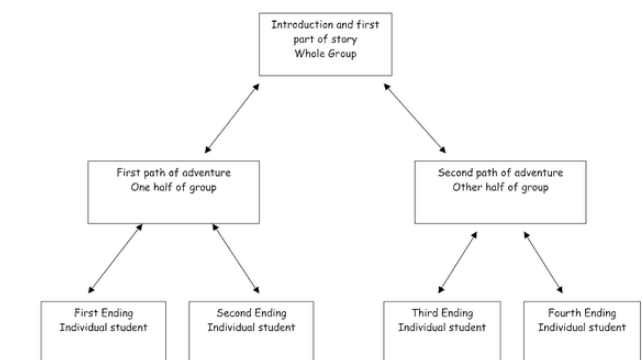 Introduction and first
part of story
Whole Group
First path of adventure
One half of group
Second path of adventure
Other half of group
First Ending
Individual student
Second Ending
Individual student
Third Ending
Individual student
Fourth Ending
Individual student